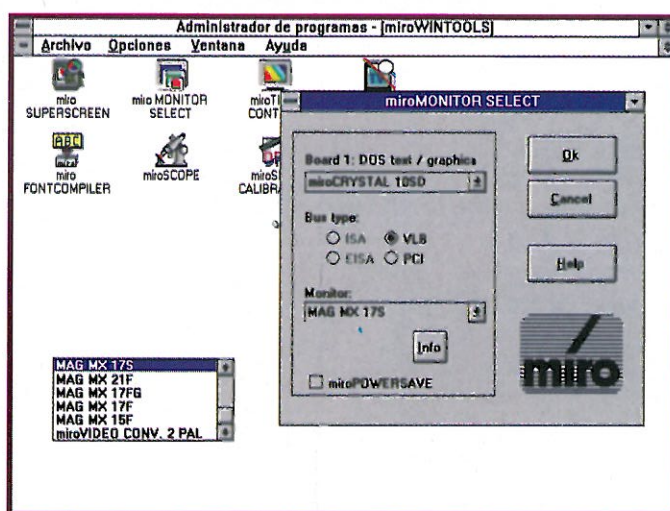 Administrador de programas - [miroWINTOOLS]
Archivo Opciones Ventana Ayuda
miro SUPERSCREEN
miro MONITOR SELECT
CONT
miro FONTCOMPILER
miroSCOPE
CALIBRA
miroMONITOR SELECT
Board 1: DOS text / graphics
miroCRYSTAL 10SD
Bus type:
ISA VLB
EISA PCI
Monitor:
MAG MX 17S
Info
miroPOWERSAVE
Ok
Cancel
Help
miro
MAG MX 17S
MAG MX 21F
MAG MX 17FG
MAG MX 17F
MAG MX 15F
miroVIDEO CONV. 2 PAL